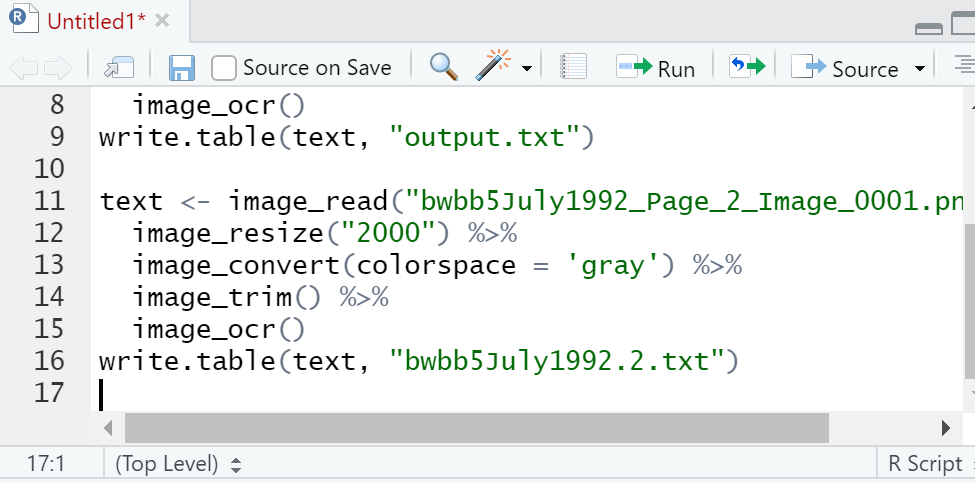 R Untitled1*
Source on Save Run Source
8 image_ocr()
9 write.table(text, "output.txt")
10
11 text <- image_read("bwbb5July1992_Page_2_Image_0001.pn
12 image_resize("2000") %>%
13 image_convert(colorspace = 'gray') %>%
14 image_trim() %>%
15 image_ocr()
16 write.table(text, "bwbb5July1992.2.txt")
17
17:1 (Top Level) R Script